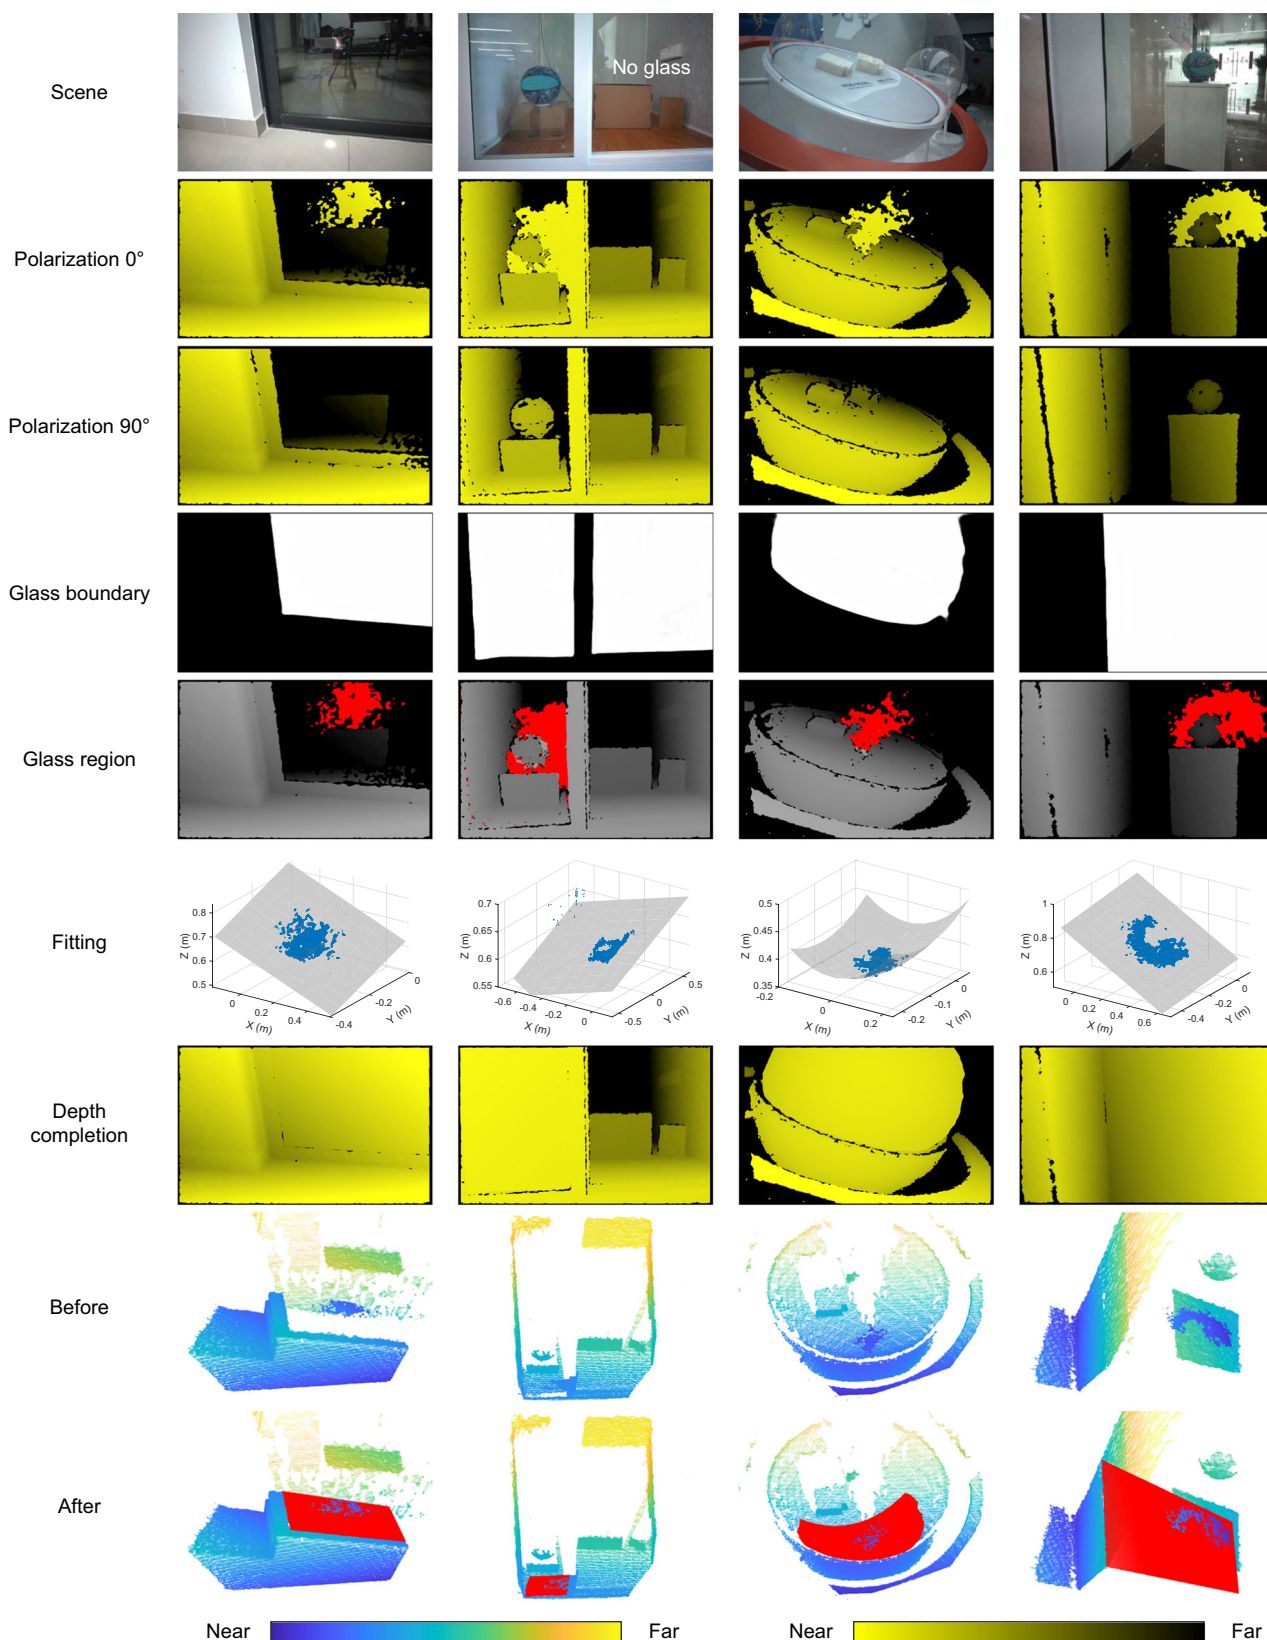 Scene
No glass
Polarization 0°
Polarization 90°
Glass boundary
Glass region
Fitting
0.8
0.7
0.6
0.5
Z (m)
0
0.2
0.4
X (m)
-0.4
-0.2
0
Y (m)
0.7
0.65
0.6
0.55
Z (m)
-0.6
-0.4
-0.2
0
X (m)
-0.5
0
0.5
Y (m)
0.5
0.45
0.4
0.35
Z (m)
-0.2
0
0.2
X (m)
-0.2
-0.1
0
Y (m)
1
0.8
0.6
Z (m)
0
0.2
0.4
0.6
X (m)
-0.4
-0.2
0
Y (m)
Depth
completion
Before
After
Near
Far
Near
Far